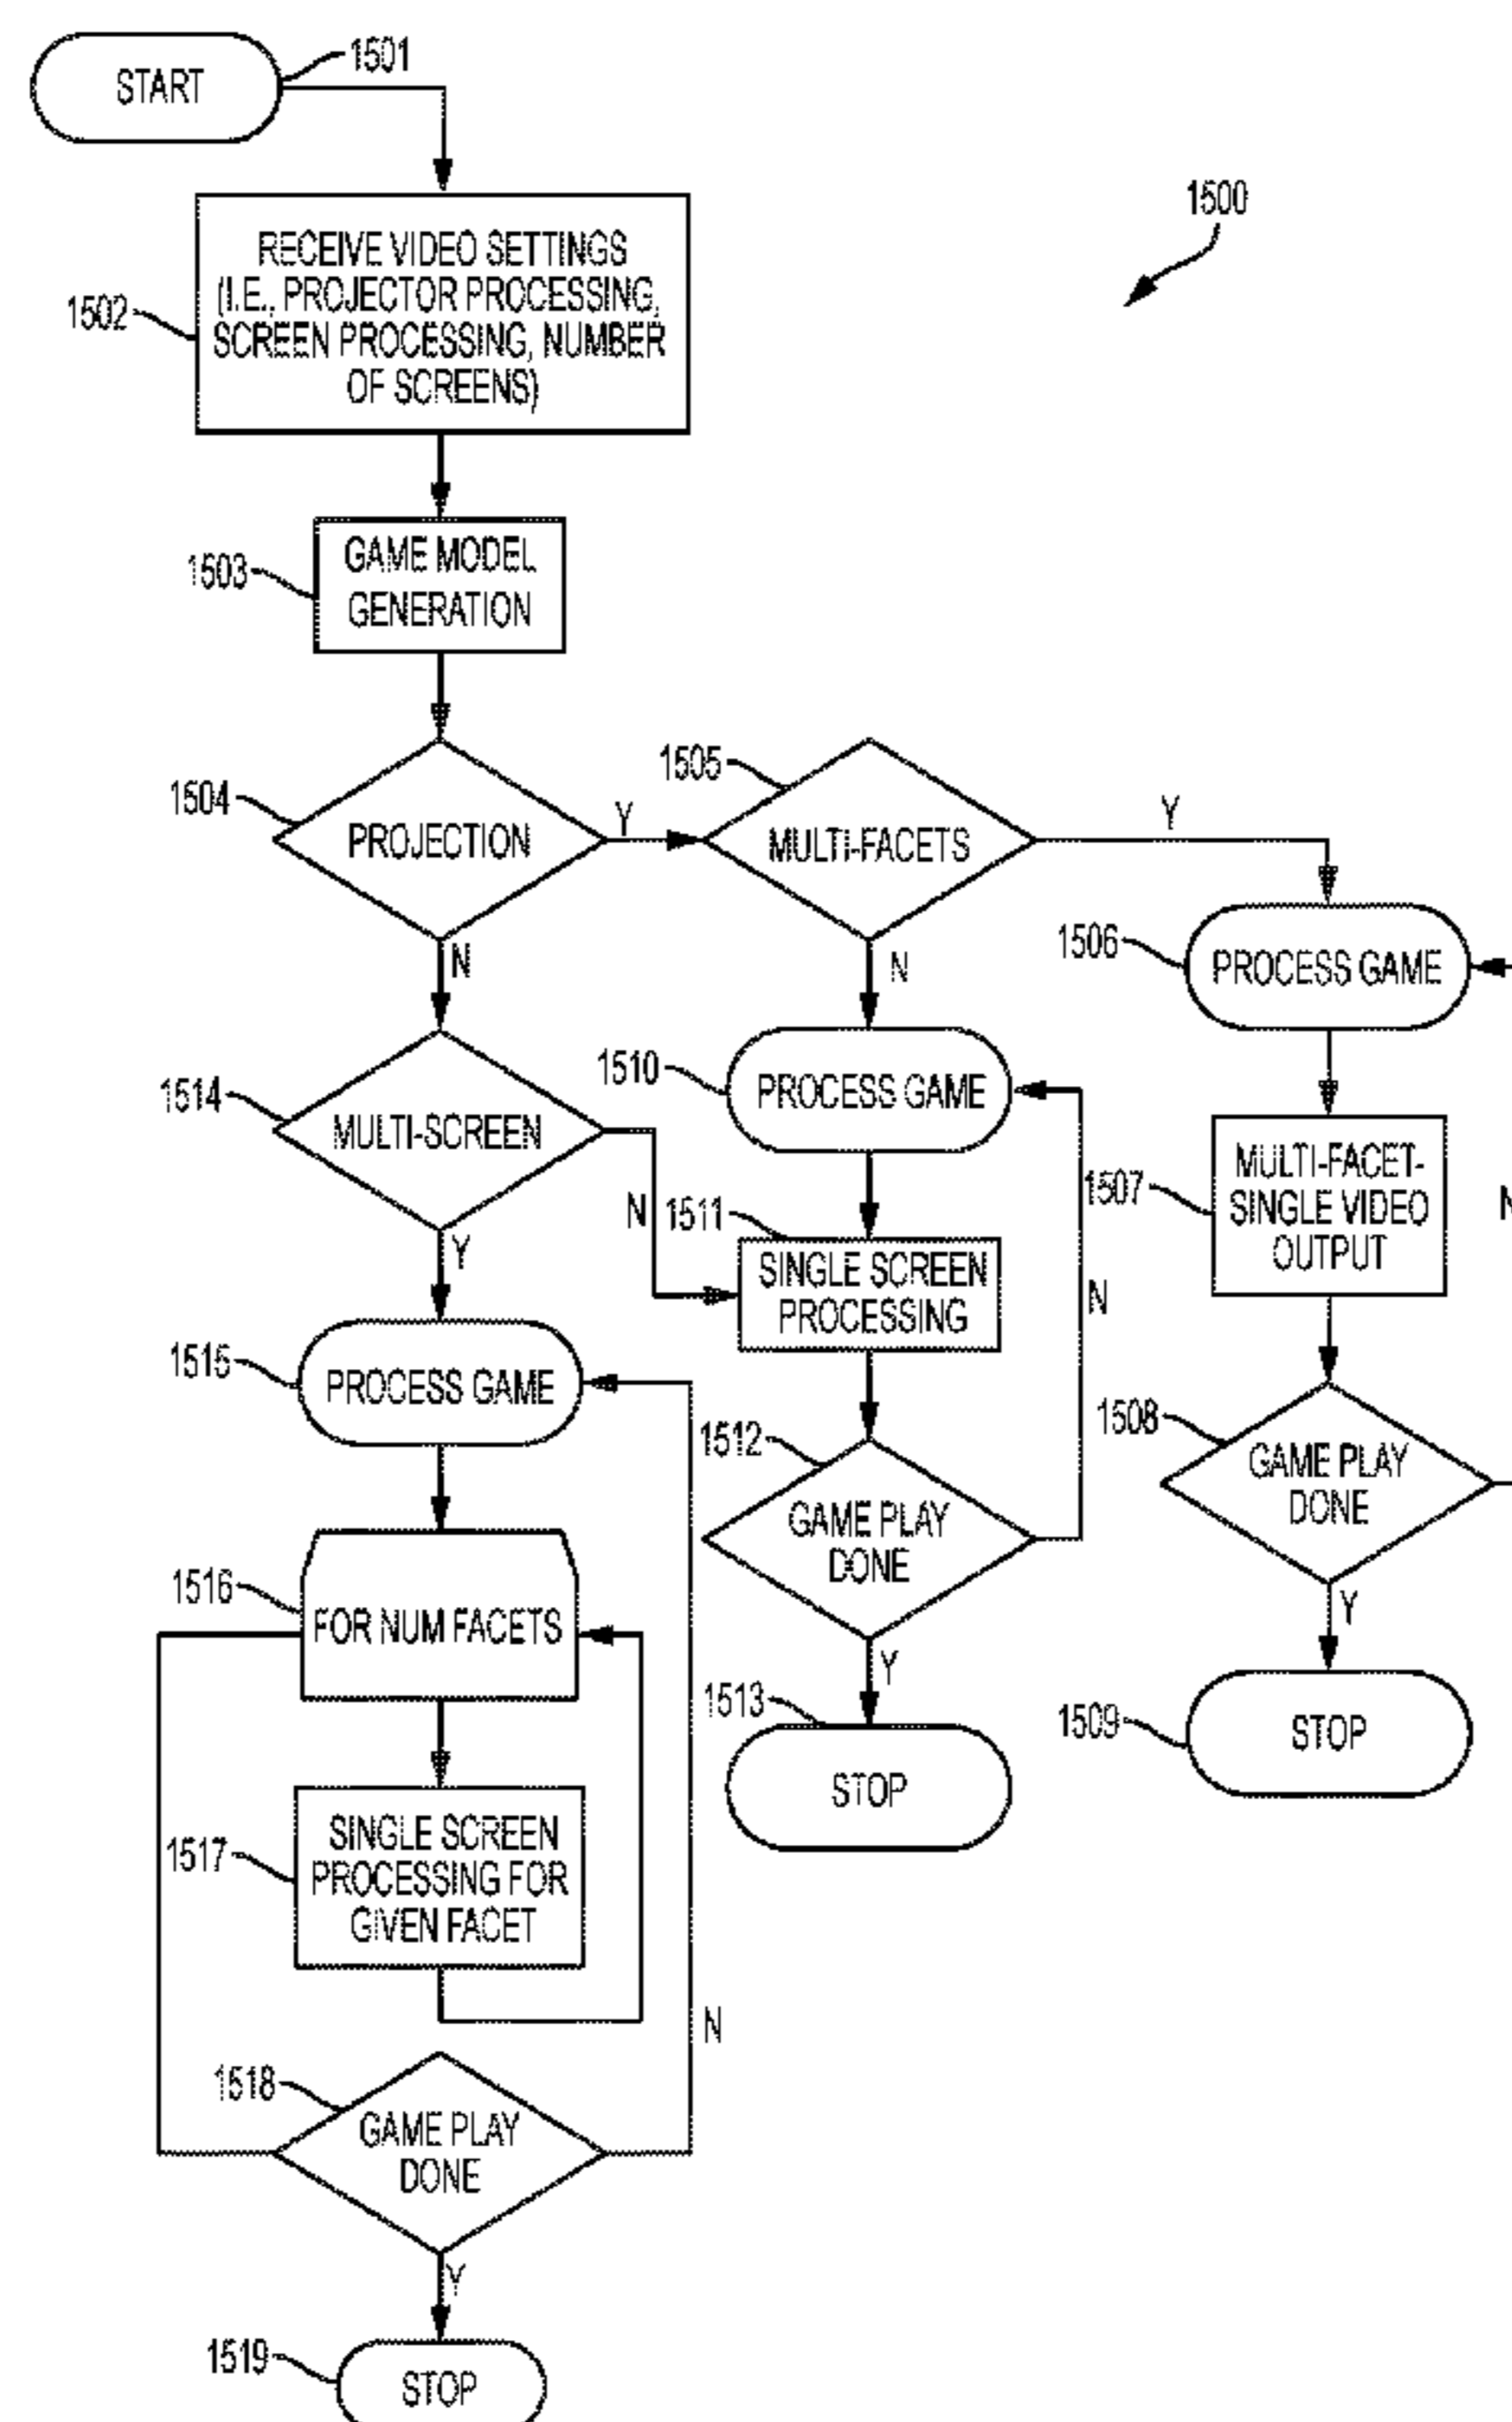 START
1501
1500
RECEIVE VIDEO SETTINGS
(I.E., PROJECTOR PROCESSING,
SCREEN PROCESSING, NUMBER
OF SCREENS)
1502
GAME MODEL
GENERATION
1503
1504
PROJECTION
Y
N
1505
MULTI-FACETS
Y
N
1506
PROCESS GAME
1514
MULTI-SCREEN
N
Y
1510
PROCESS GAME
1507
MULTI-FACET-
SINGLE VIDEO
OUTPUT
N
1511
SINGLE SCREEN
PROCESSING
N
1515
PROCESS GAME
1512
GAME PLAY
DONE
Y
1508
GAME PLAY
DONE
Y
1516
FOR NUM FACETS
1513
STOP
1509
STOP
1517
SINGLE SCREEN
PROCESSING FOR
GIVEN FACET
N
1518
GAME PLAY
DONE
Y
1519
STOP